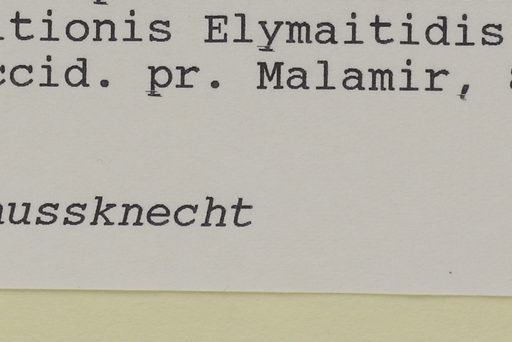 tionis Elymaitidis
ccid. pr. Malamir,
ussknecht